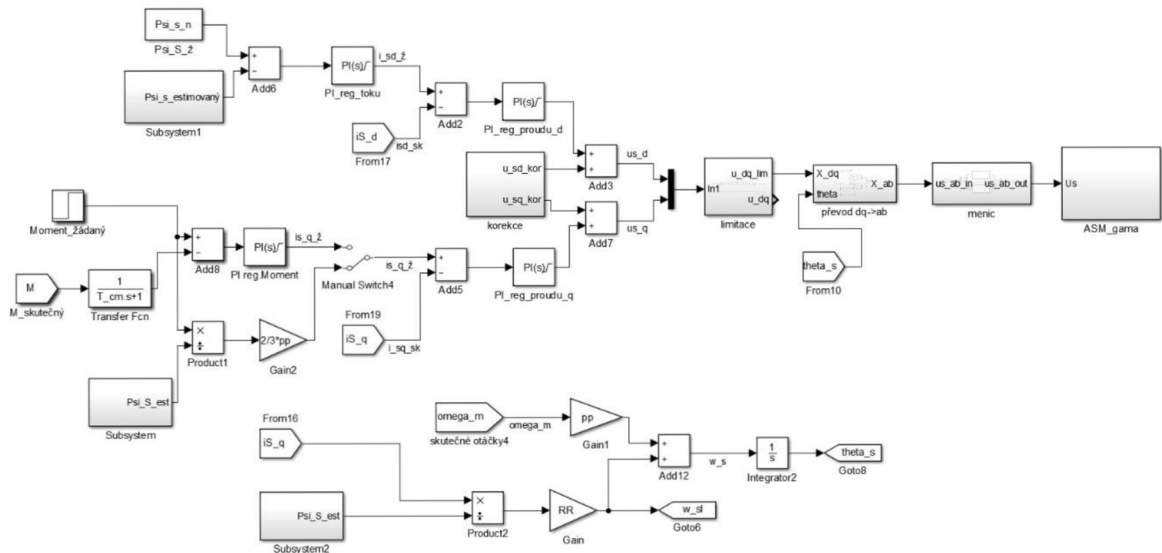 Psi_s_n
Psi_S_ž
Psi_s_estimovaný
Subsystem1
+
−
Add6
PI(s)
PI_reg_toku
i_sd_ž
iS_d
From17
isd_sk
+
−
Add2
PI(s)
PI_reg_proudu_d
u_sd_kor
u_sq_kor
korekce
+
+
Add3
us_d
+
+
Add7
us_q
In1
u_dq_lim
u_dq
limitace
X_dq
theta
X_ab
převod dq->ab
us_ab_in
us_ab_out
menic
Us
ASM_gama
theta_s
From10
Moment_žádaný
+
−
Add8
PI(s)
PI reg.Moment
is_q_ž
Manual Switch4
is_q_ž
+
−
Add5
PI(s)
PI_reg_proudu_q
M
M_skutečný
1
T_cm.s+1
Transfer Fcn
×
÷
Product1
2/3*pp
Gain2
From19
iS_q
i_sq_sk
Psi_S_est
Subsystem
From16
iS_q
omega_m
skutečné otáčky4
omega_m
pp
Gain1
+
+
Add12
w_s
1
s
Integrator2
theta_s
Goto8
Psi_S_est
Subsystem2
×
÷
Product2
RR
Gain
w_sl
Goto6